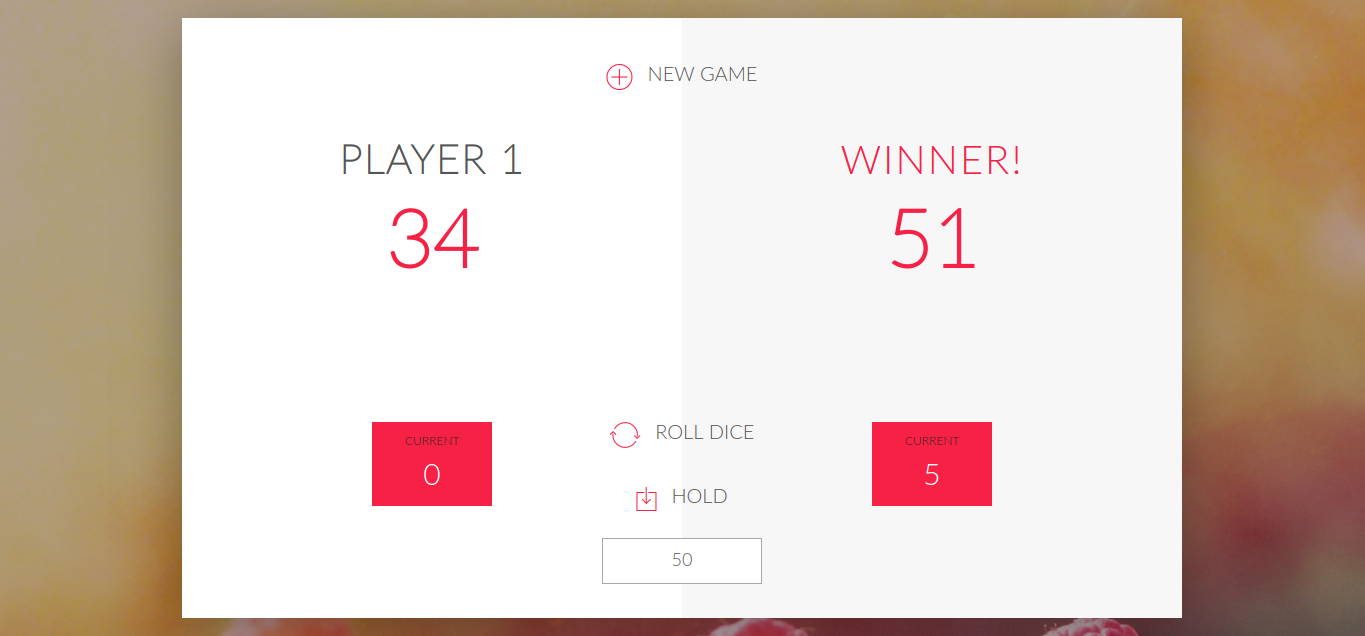 NEW GAME
PLAYER 1
34
WINNER!
51
CURRENT
0
ROLL DICE
HOLD
50
CURRENT
5